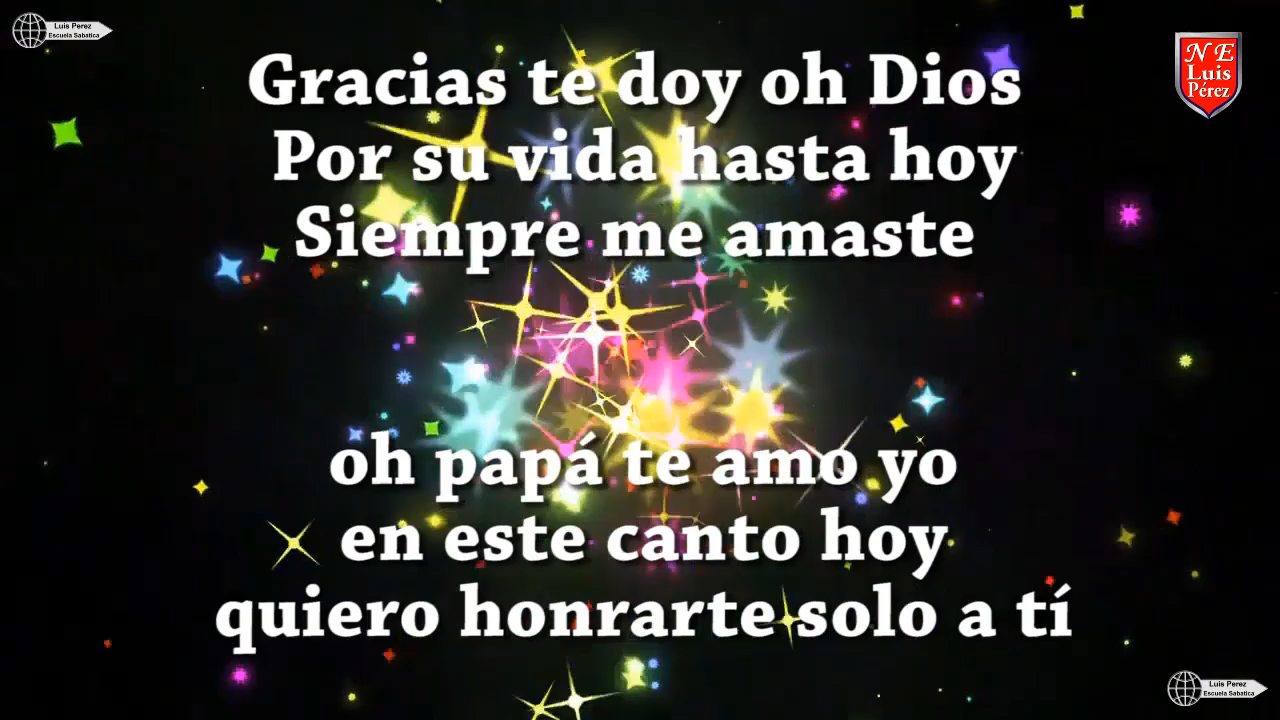 Luis Perez
Escuela Sabatica
N E
Luis
Pérez
Gracias te doy oh Dios
Por su vida hasta hoy
Siempre me amaste
oh papá te amo yo
en este canto hoy
quiero honrarte solo a tí
Luis Perez
Escuela Sabatica